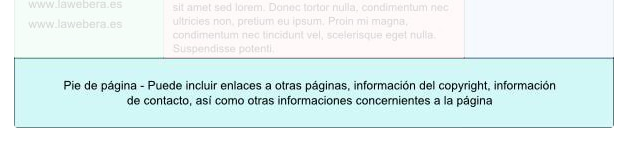 www.lawebera.es
www.lawebera.es
sit amet sed lorem. Donec tortor nulla, condimentum nec
ultricies non, pretium eu ipsum. Proin mi magna,
condimentum nec tincidunt vel, scelerisque eget nulla.
Suspendisse potenti.
Pie de página - Puede incluir enlaces a otras páginas, información del copyright, información
de contacto, así como otras informaciones concernientes a la página